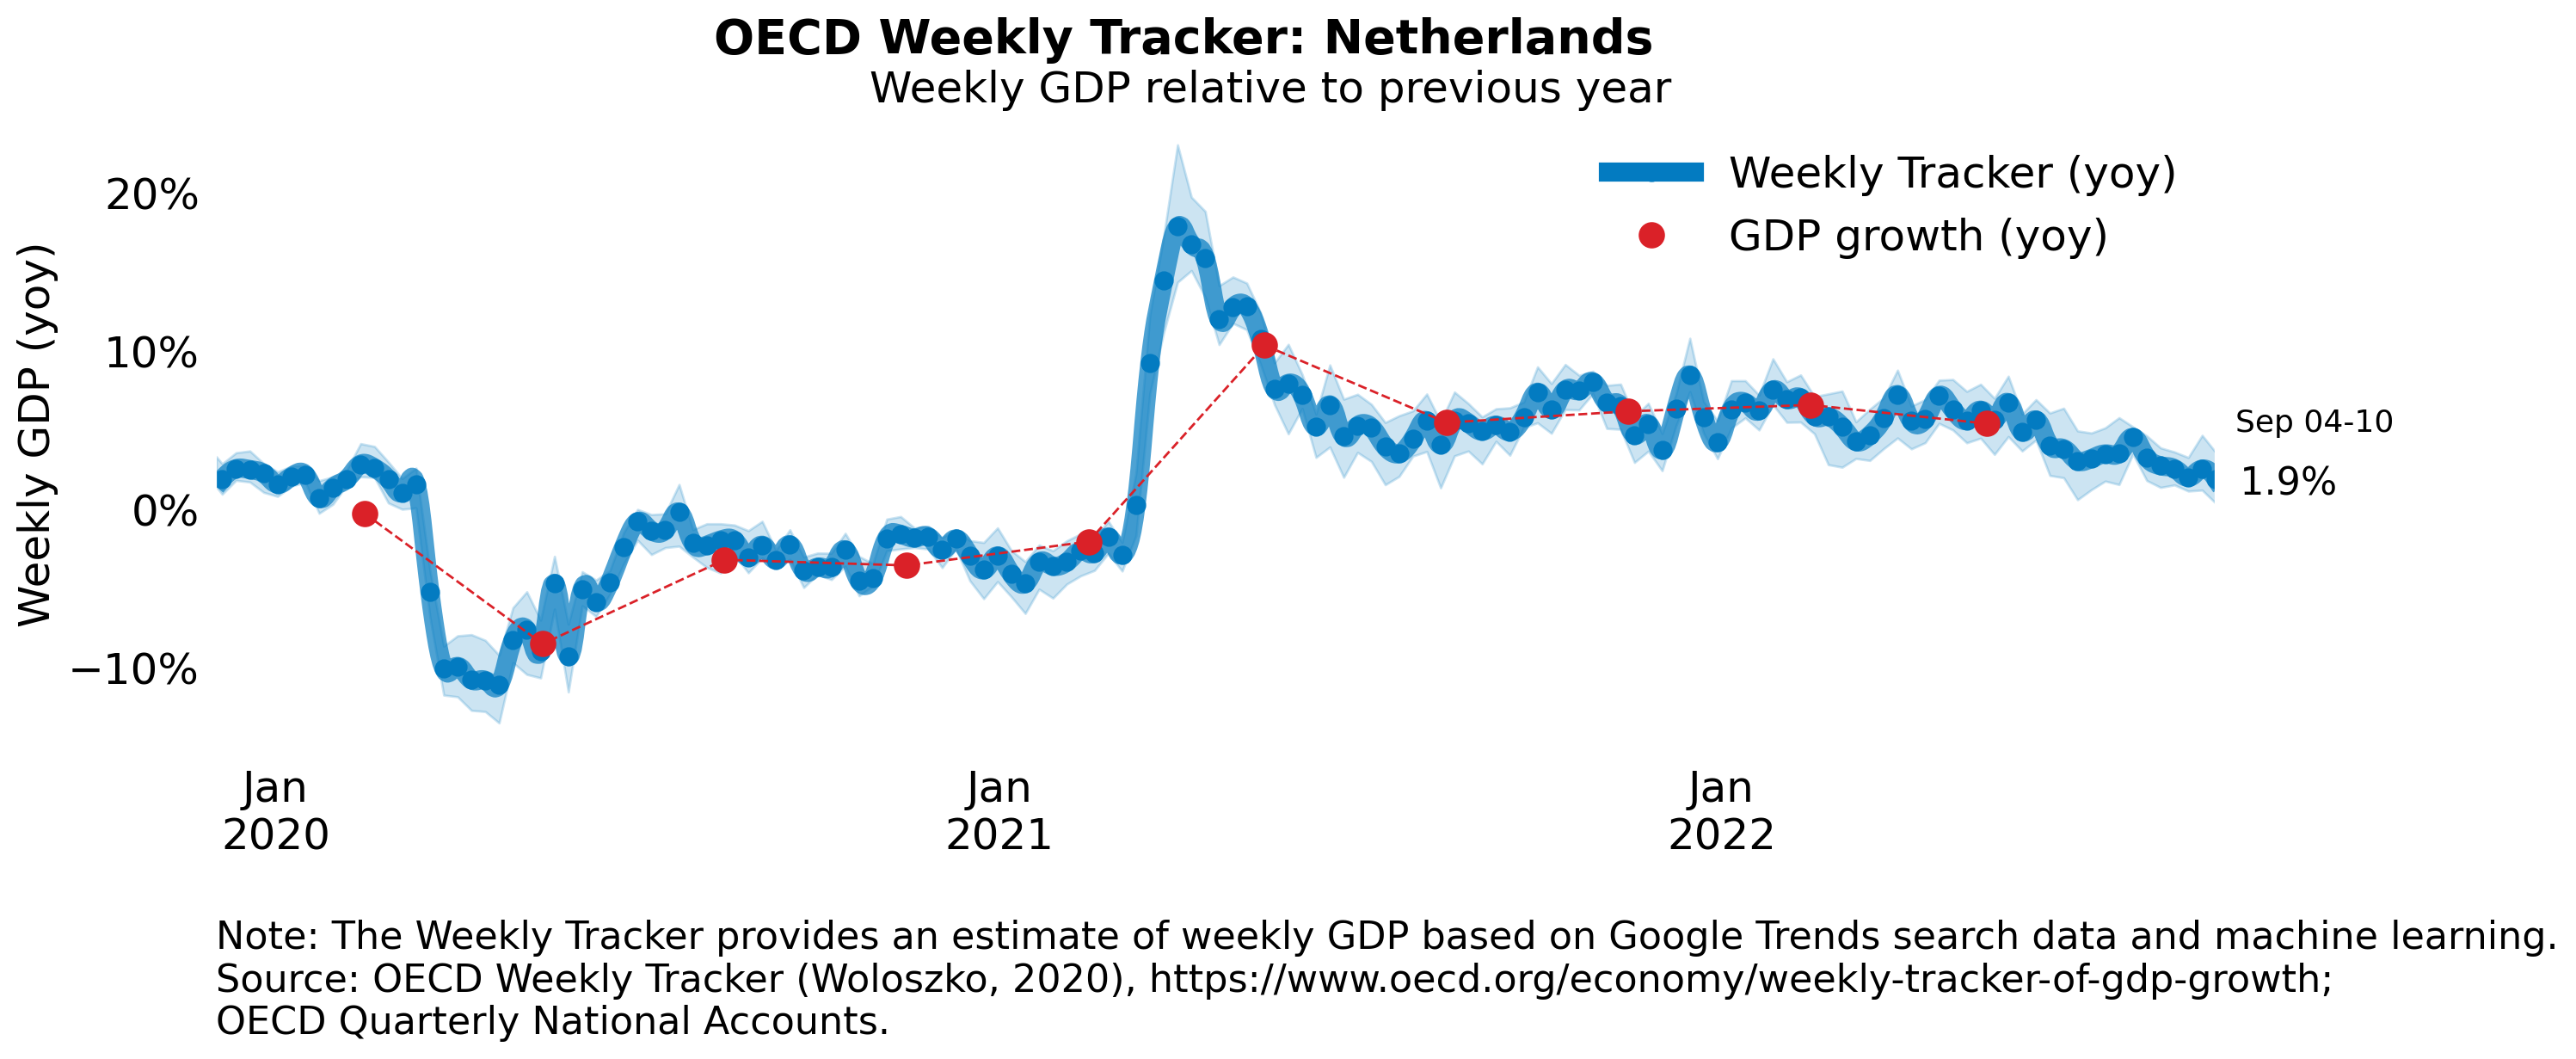 OECD Weekly Tracker: Netherlands
Weekly GDP relative to previous year
Weekly GDP (yoy)
20%
10%
0%
−10%
Weekly Tracker (yoy)
GDP growth (yoy)
Sep 04-10
1.9%
Jan
2020
Jan
2021
Jan
2022
Note: The Weekly Tracker provides an estimate of weekly GDP based on Google Trends search data and machine learning.
Source: OECD Weekly Tracker (Woloszko, 2020), https://www.oecd.org/economy/weekly-tracker-of-gdp-growth;
OECD Quarterly National Accounts.